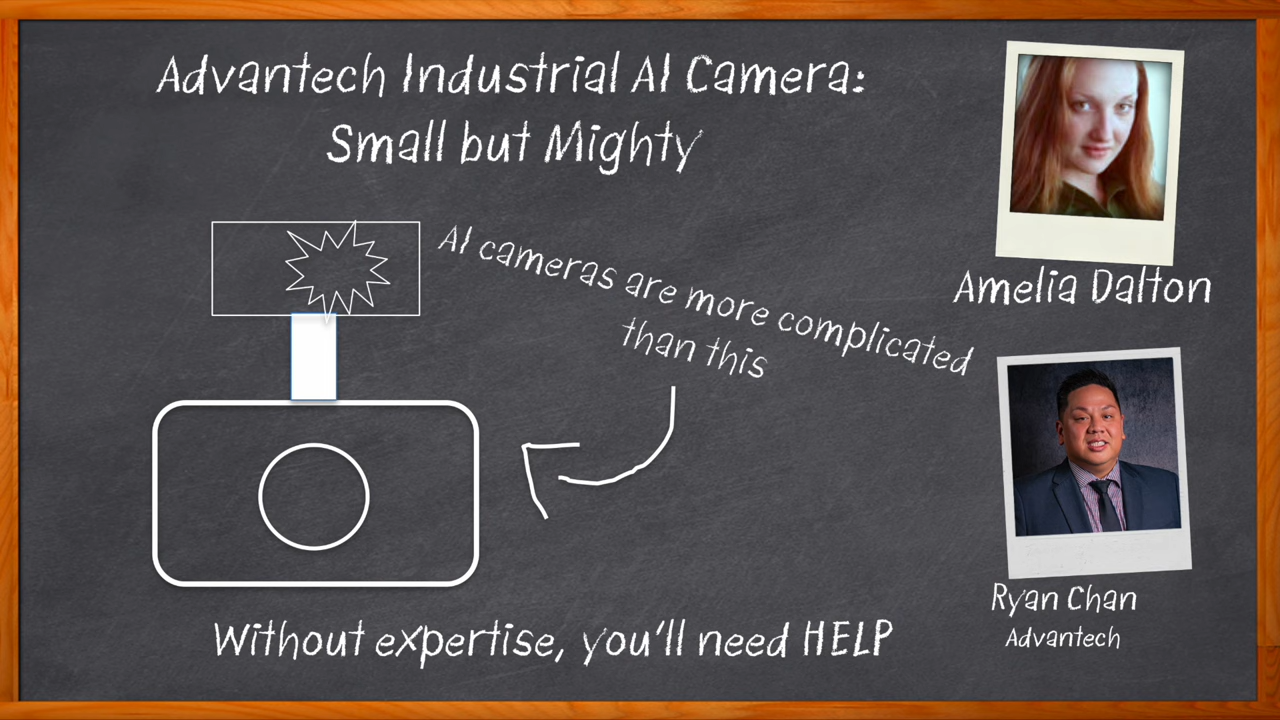 Advantech Industrial AI Camera:
Small but Mighty
AI cameras are more complicated
than this
Without expertise, you'll need HELP
Amelia Dalton
Ryan Chan
Advantech